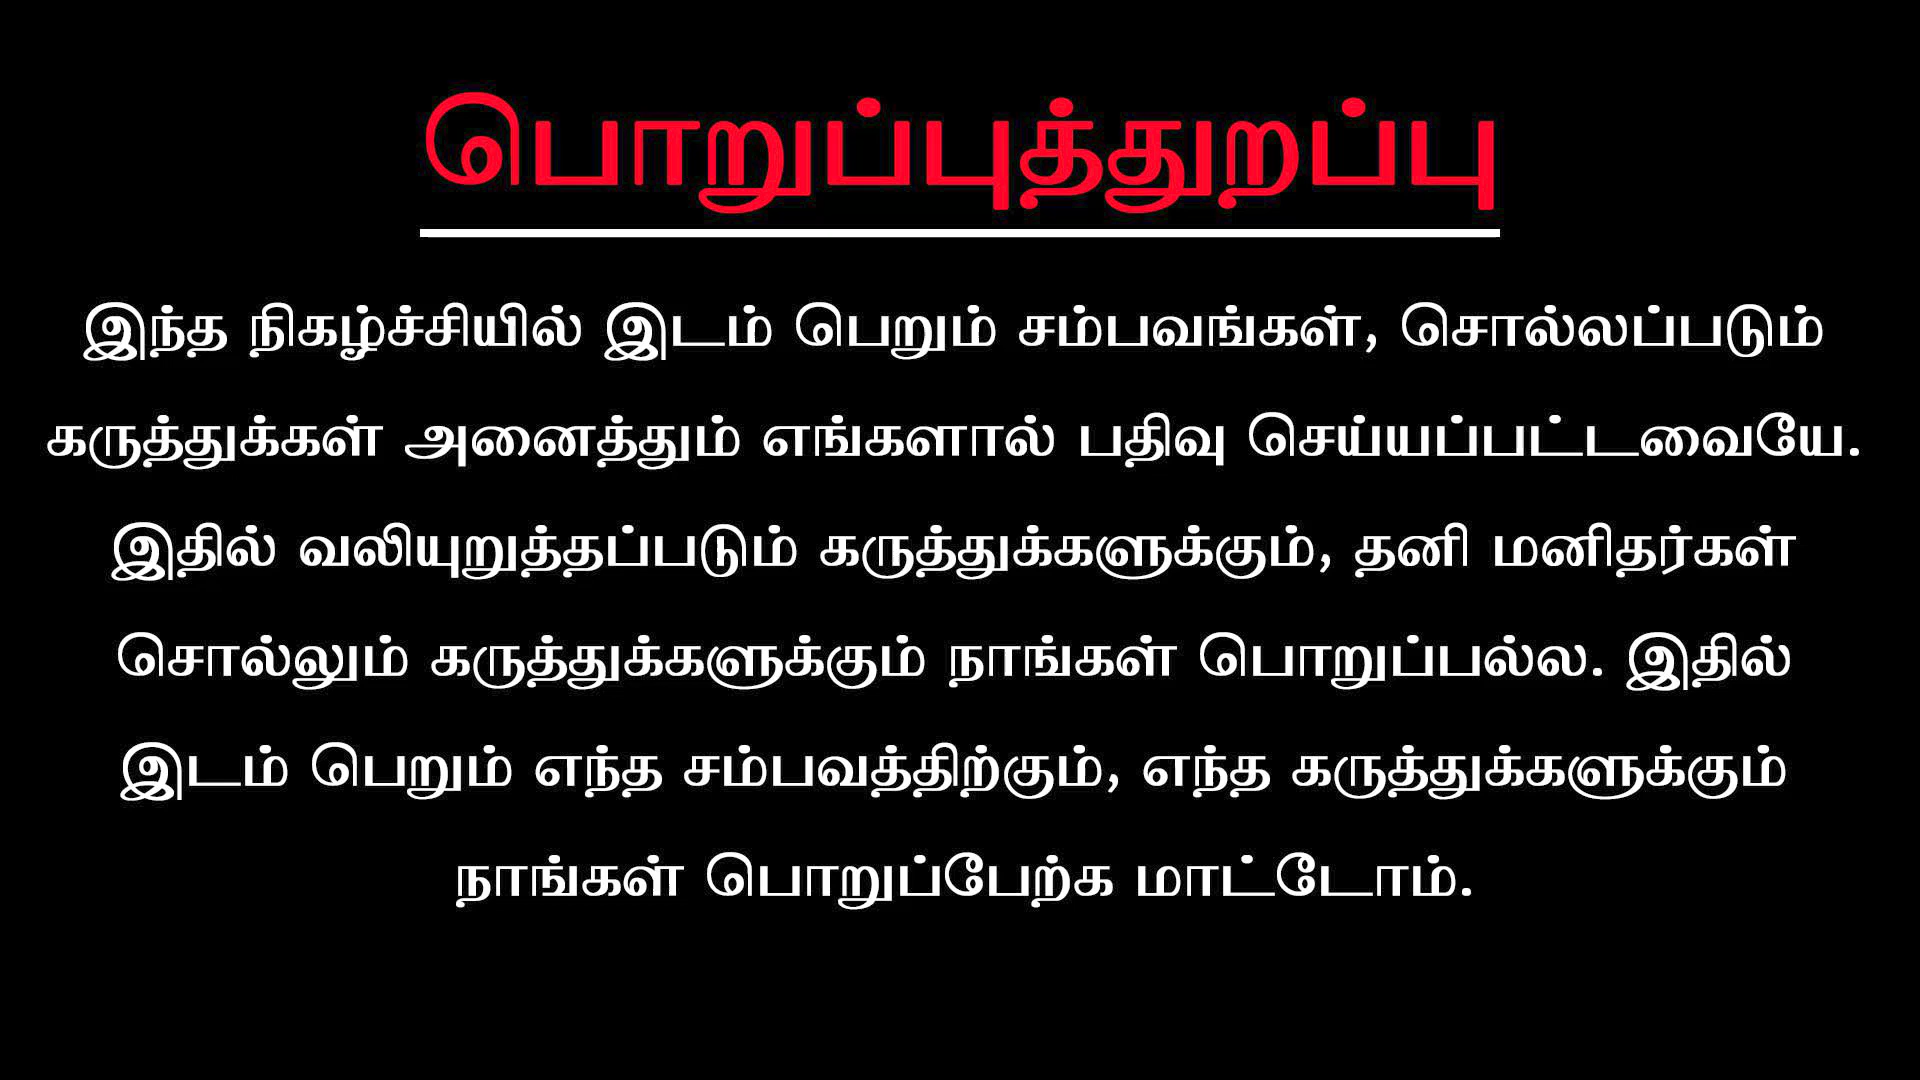 பொறுப்புத்துறப்பு
இந்த நிகழ்ச்சியில் இடம் பெறும் சம்பவங்கள், சொல்லப்படும்
கருத்துக்கள் அனைத்தும் எங்களால் பதிவு செய்யப்பட்டவையே.
இதில் வலியுறுத்தப்படும் கருத்துக்களுக்கும், தனி மனிதர்கள்
சொல்லும் கருத்துக்களுக்கும் நாங்கள் பொறுப்பல்ல. இதில்
இடம் பெறும் எந்த சம்பவத்திற்கும், எந்த கருத்துக்களுக்கும்
நாங்கள் பொறுப்பேற்க மாட்டோம்.